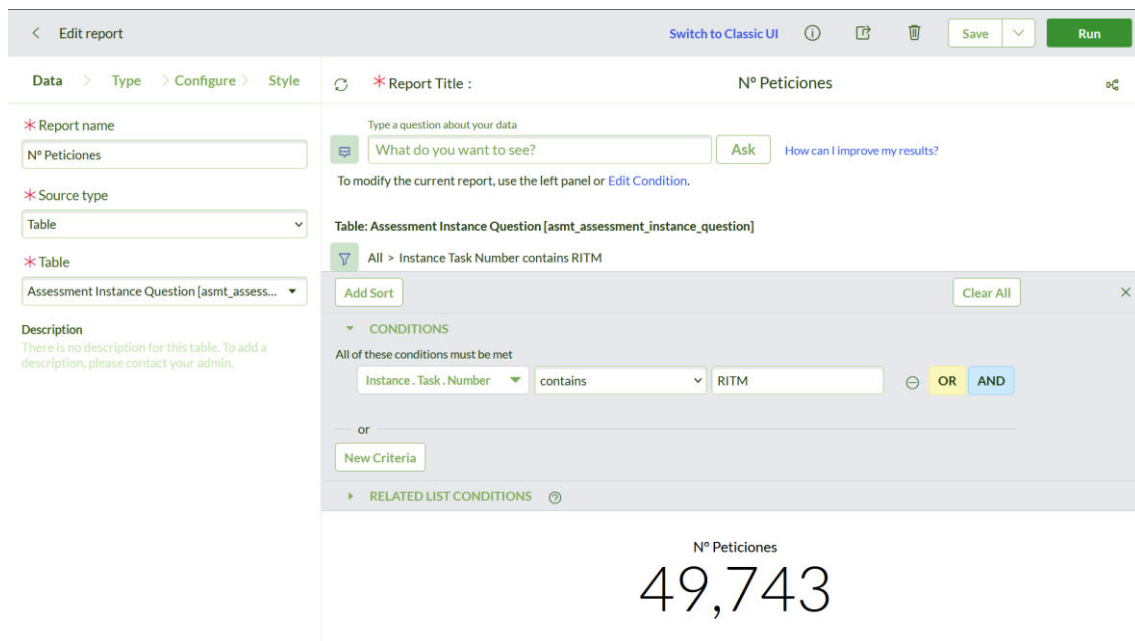 Edit report
Switch to Classic UI
Save
Run
Data
Type
Configure
Style
* Report Title :
Nº Peticiones
* Report name
Nº Peticiones
* Source type
Table
* Table
Assessment Instance Question [asmt_assess...
Description
There is no description for this table. To add a
description, please contact your admin.
Type a question about your data
What do you want to see?
Ask
How can I improve my results?
To modify the current report, use the left panel or Edit Condition.
Table: Assessment Instance Question [asmt_assessment_instance_question]
All > Instance Task Number contains RITM
Add Sort
Clear All
CONDITIONS
All of these conditions must be met
Instance . Task . Number
contains
RITM
OR
AND
or
New Criteria
RELATED LIST CONDITIONS
Nº Peticiones
49,743